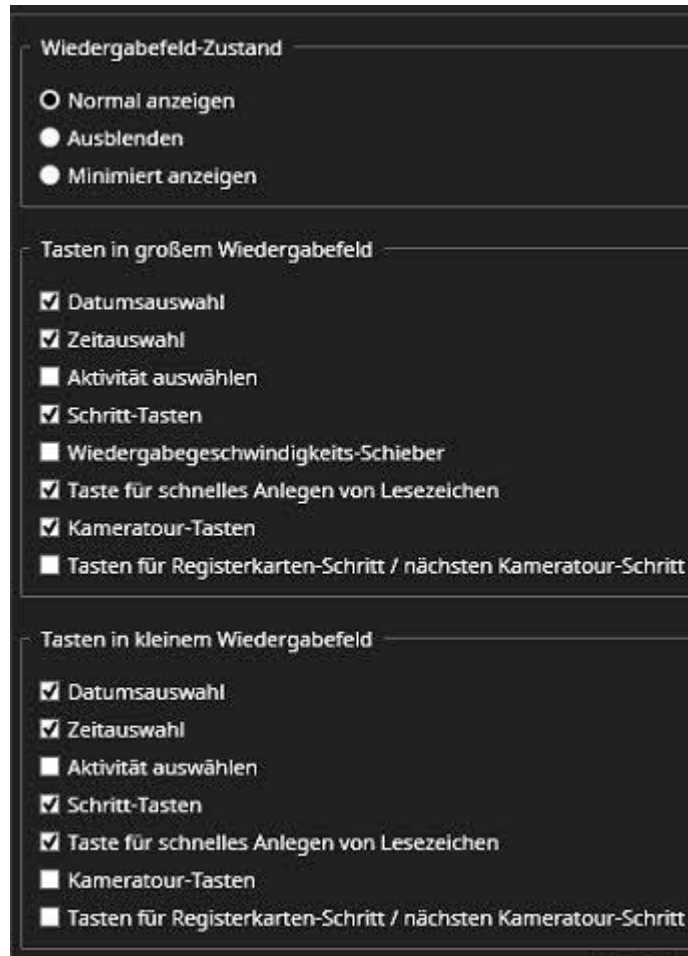 Wiedergabefeld-Zustand
Normal anzeigen
Ausblenden
Minimiert anzeigen
Tasten in großem Wiedergabefeld
Datumsauswahl
Zeitauswahl
Aktivität auswählen
Schritt-Tasten
Wiedergabegeschwindigkeits-Schieber
Taste für schnelles Anlegen von Lesezeichen
Kameratour-Tasten
Tasten für Registerkarten-Schritt / nächsten Kameratour-Schritt
Tasten in kleinem Wiedergabefeld
Datumsauswahl
Zeitauswahl
Aktivität auswählen
Schritt-Tasten
Taste für schnelles Anlegen von Lesezeichen
Kameratour-Tasten
Tasten für Registerkarten-Schritt / nächsten Kameratour-Schritt